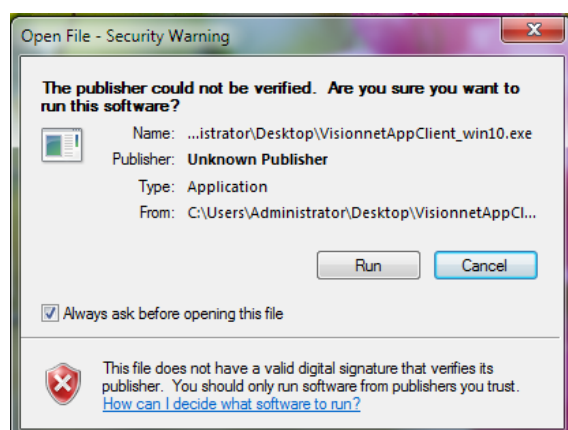 Open File - Security Warning
The publisher could not be verified. Are you sure you want to
run this software?
Name: ...istrator\Desktop\VisionnetAppClient_win10.exe
Publisher: Unknown Publisher
Type: Application
From: C:\Users\Administrator\Desktop\VisionnetAppCl...
Run Cancel
Always ask before opening this file
This file does not have a valid digital signature that verifies its
publisher. You should only run software from publishers you trust.
How can I decide what software to run?